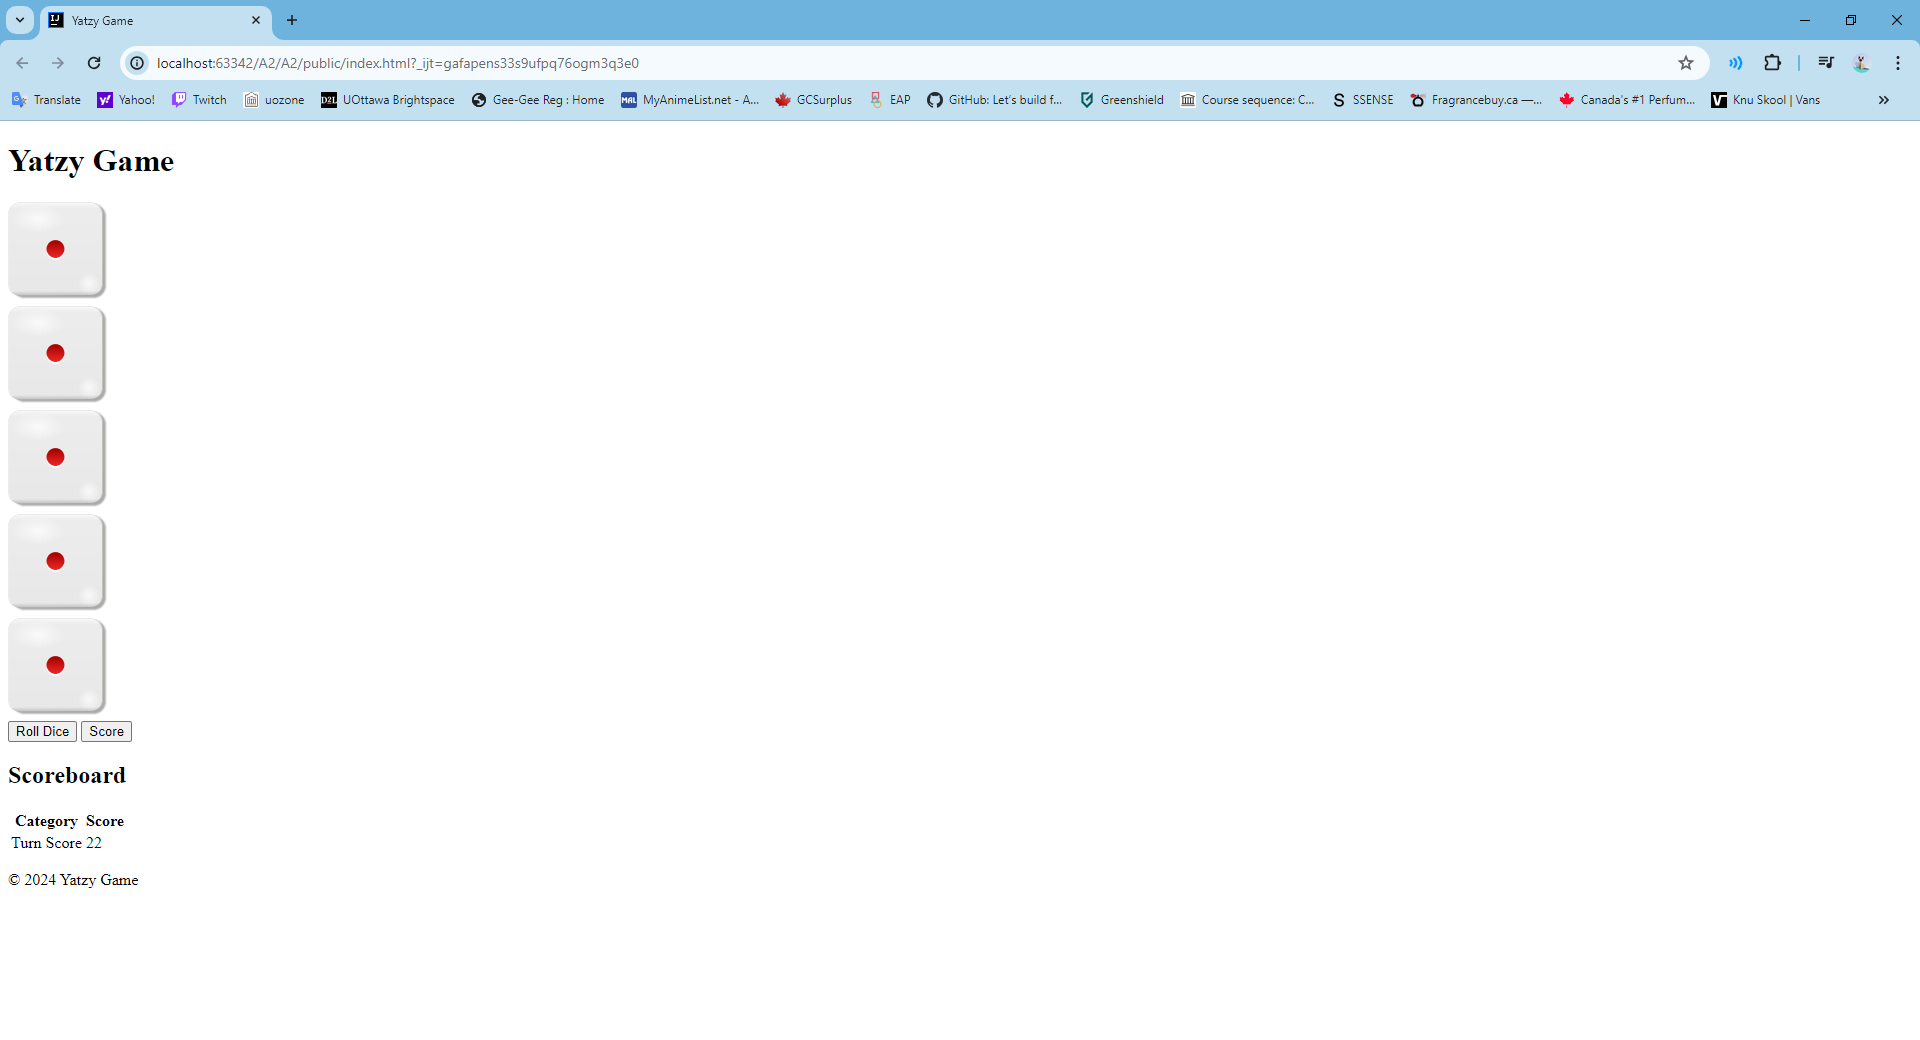 Yatzy Game
localhost:63342/A2/A2/public/index.html?_ijt=gafapens33s9ufpq76ogm3q3e0
Translate Yahoo! Twitch uozone D2L UOttawa Brightspace Gee-Gee Reg : Home MAL MyAnimeList.net - A... GCSurplus EAP GitHub: Let's build f... Greenshield Course sequence: C... S SSENSE Fragrancebuy.ca —... Canada's #1 Perfum... Knu Skool | Vans
Yatzy Game
Roll Dice Score
Scoreboard
Category Score
Turn Score 22
© 2024 Yatzy Game